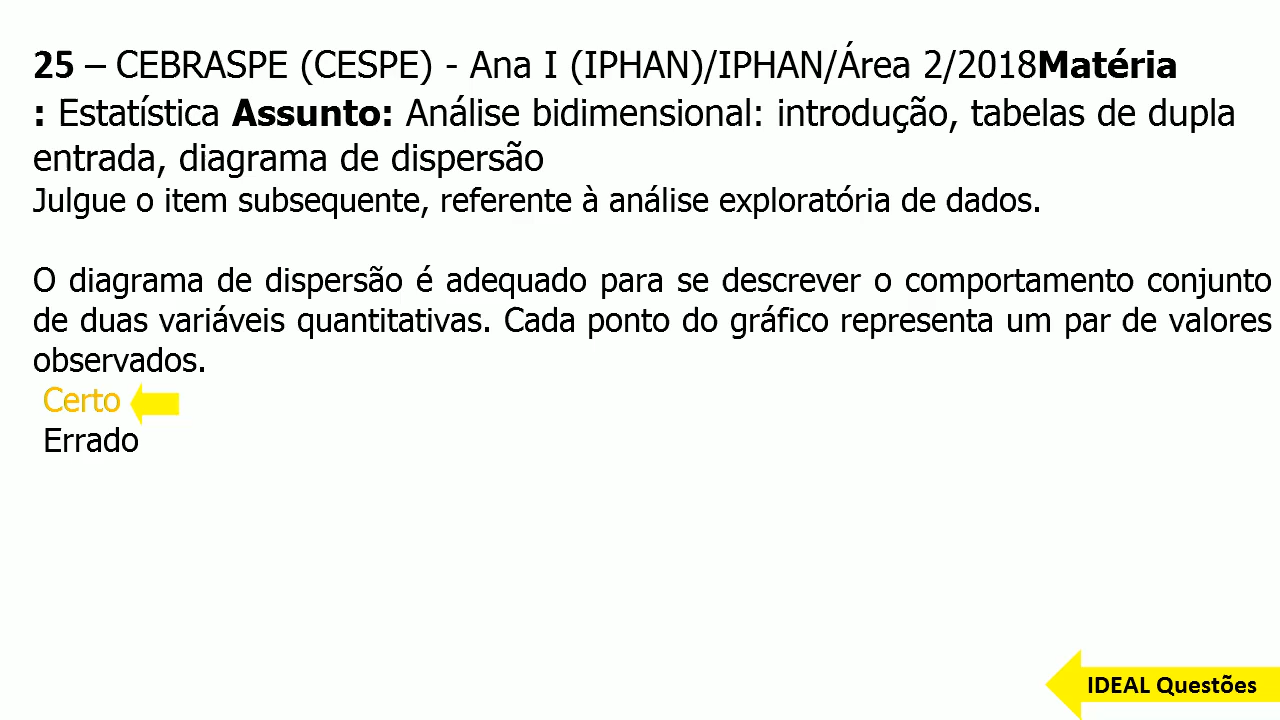 25 – CEBRASPE (CESPE) - Ana I (IPHAN)/IPHAN/Área 2/2018Matéria
: Estatística Assunto: Análise bidimensional: introdução, tabelas de dupla
entrada, diagrama de dispersão
Julgue o item subsequente, referente à análise exploratória de dados.
O diagrama de dispersão é adequado para se descrever o comportamento conjunto
de duas variáveis quantitativas. Cada ponto do gráfico representa um par de valores
observados.
Certo
Errado
IDEAL Questões